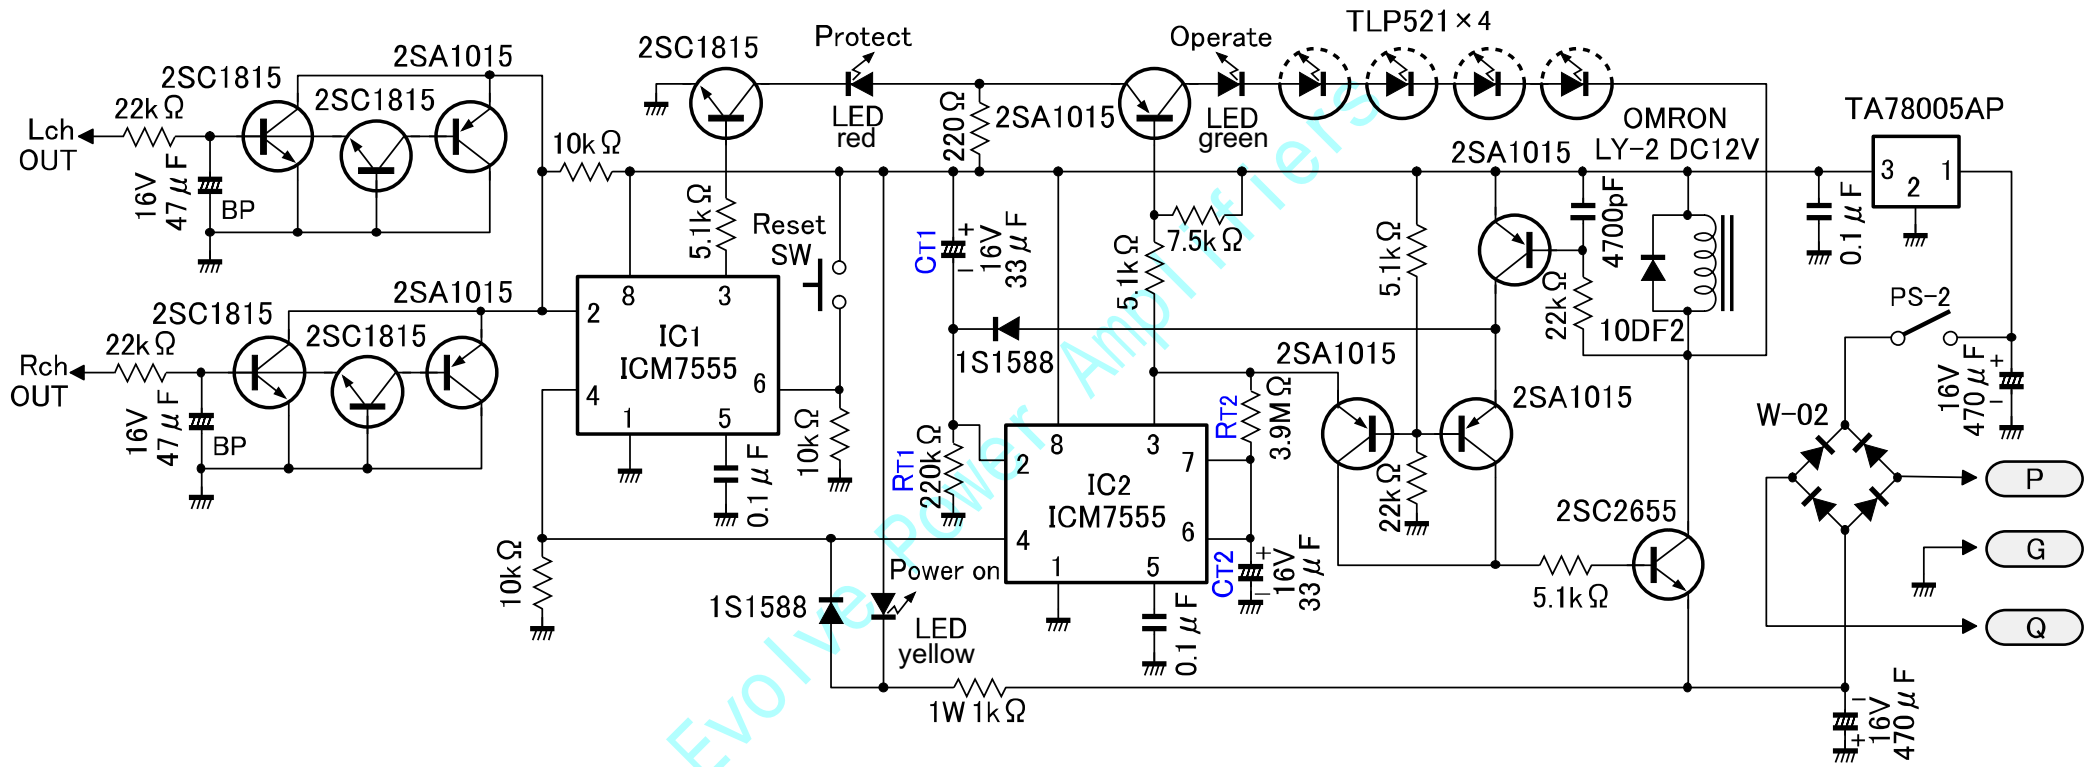 TLP521×4
Protect
Operate
2SC1815
2SA1015
2SC1815
22kΩ
2SC1815
Lch
OUT
16V
47μF
BP
10kΩ
LED
red
220Ω
2SA1015
LED
green
TA78005AP
OMRON
LY-2 DC12V
2SA1015
3
1
2
0.1μF
4700pF
5.1kΩ
Reset
SW
CT1
+
−
16V
33μF
7.5kΩ
5.1kΩ
5.1kΩ
22kΩ
10DF2
PS-2
2SA1015
2SC1815
2SC1815
22kΩ
Rch
OUT
16V
47μF
BP
2
8
3
IC1
ICM7555
4
6
1
5
0.1μF
10kΩ
1S1588
2SA1015
2SA1015
RT2
3.9MΩ
16V
470μF
+
−
W-02
RT1
220kΩ
8
3
2
7
IC2
ICM7555
4
6
1
5
22kΩ
2SC2655
P
G
Q
10kΩ
Power on
CT2
+
−
16V
33μF
5.1kΩ
1S1588
LED
yellow
0.1μF
1W 1kΩ
−
+
16V
470μF
Evolve Power Amplifiers